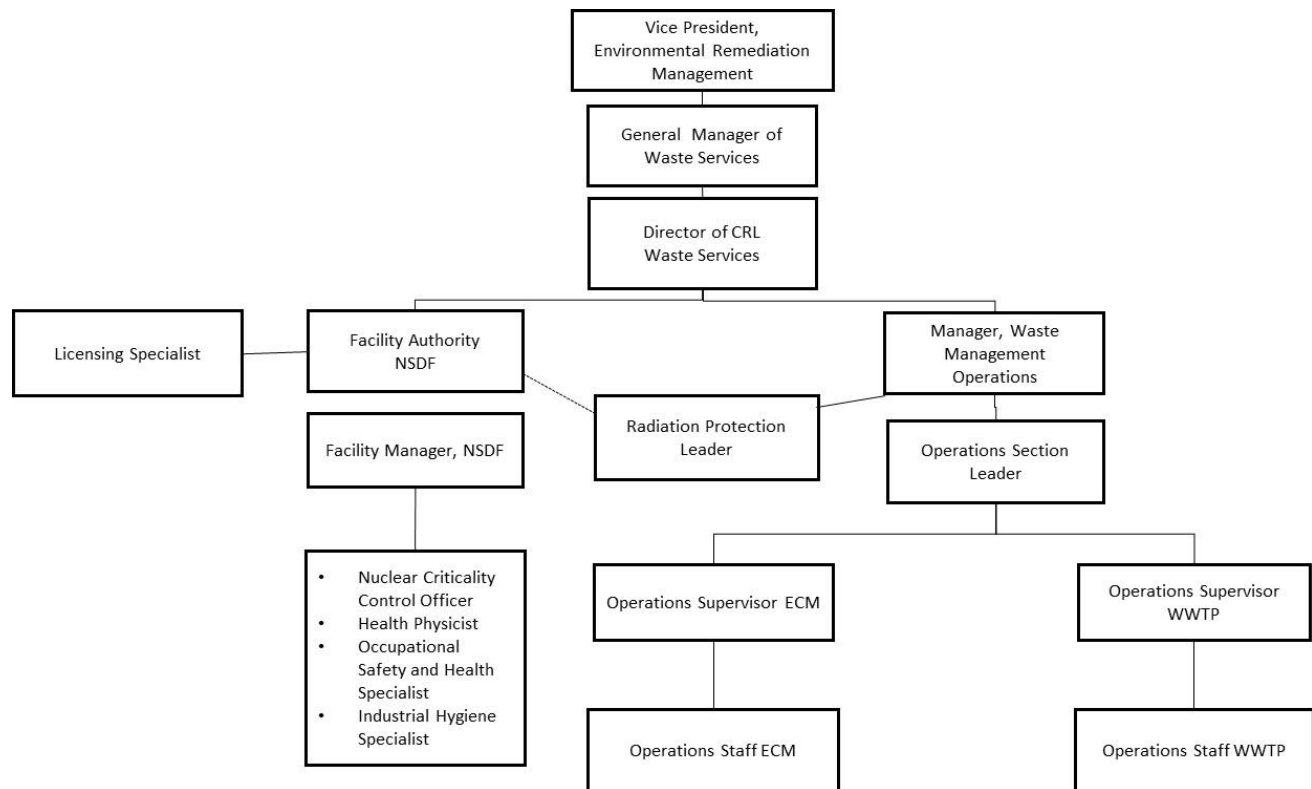 Vice President,
Environmental Remediation
Management
General Manager of
Waste Services
Director of CRL
Waste Services
Licensing Specialist
Facility Authority
NSDF
Manager, Waste
Management
Operations
Radiation Protection
Leader
Facility Manager, NSDF
Operations Section
Leader
• Nuclear Criticality
Control Officer
• Health Physicist
• Occupational
Safety and Health
Specialist
• Industrial Hygiene
Specialist
Operations Supervisor ECM
Operations Supervisor
WWTP
Operations Staff ECM
Operations Staff WWTP